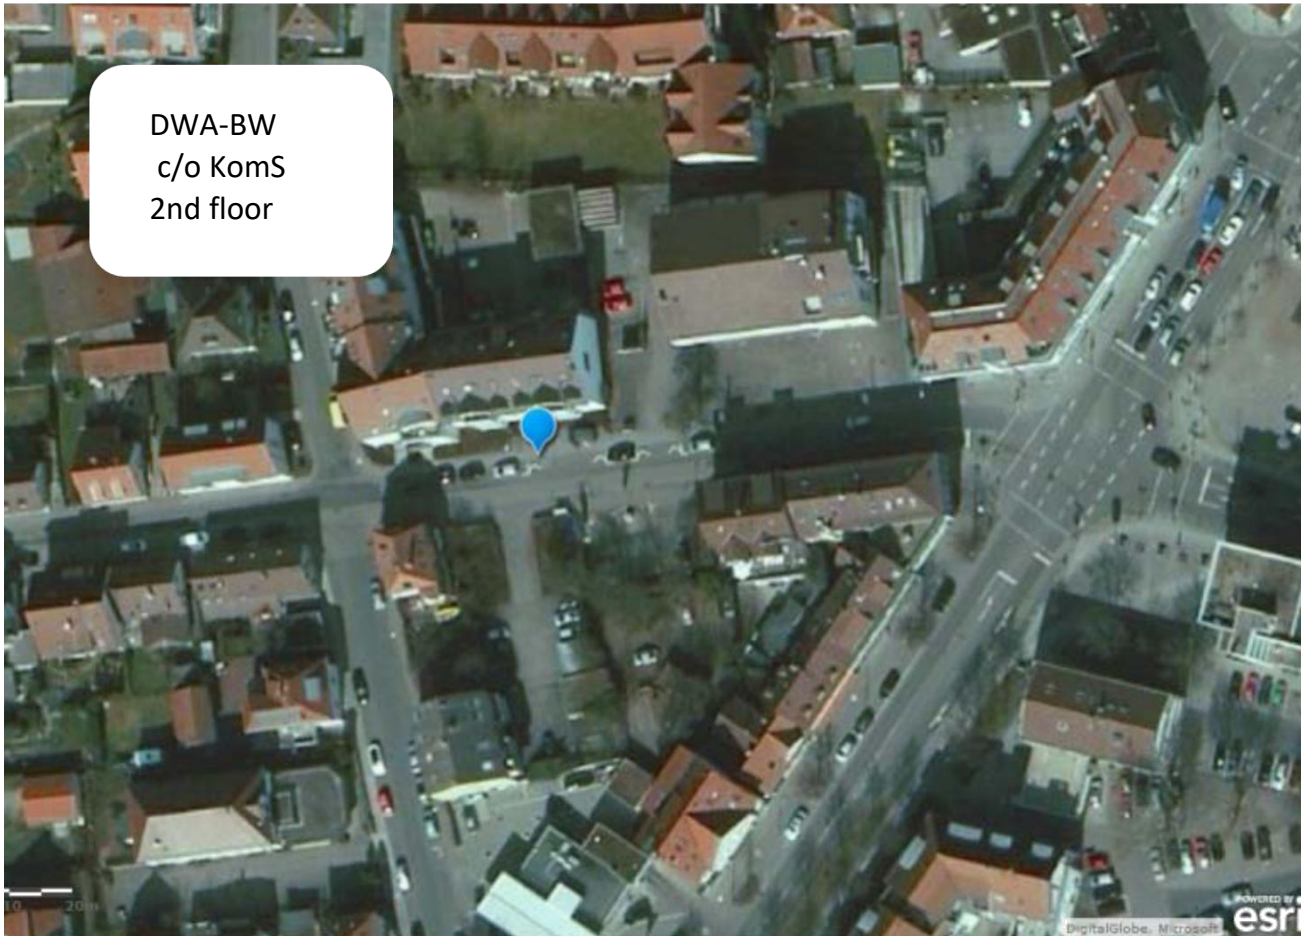 DWA-BW
c/o KomS
2nd floor
10 20m
POWERED BY
esri
DigitalGlobe, Microsoft